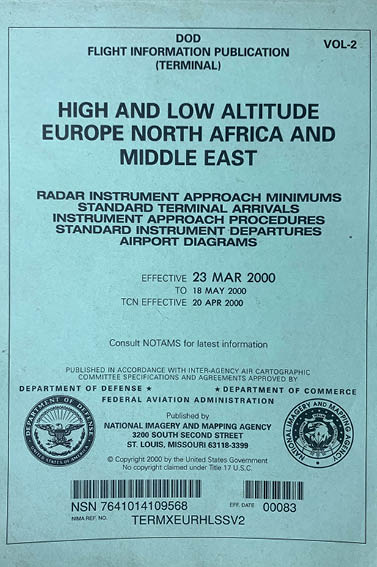 DOD
FLIGHT INFORMATION PUBLICATION
(TERMINAL)
VOL-2
HIGH AND LOW ALTITUDE
EUROPE NORTH AFRICA AND
MIDDLE EAST
RADAR INSTRUMENT APPROACH MINIMUMS
STANDARD TERMINAL ARRIVALS
INSTRUMENT APPROACH PROCEDURES
STANDARD INSTRUMENT DEPARTURES
AIRPORT DIAGRAMS
EFFECTIVE 23 MAR 2000
TO 18 MAY 2000
TCN EFFECTIVE 20 APR 2000
Consult NOTAMS for latest information
PUBLISHED IN ACCORDANCE WITH INTER-AGENCY AIR CARTOGRAPHIC
COMMITTEE SPECIFICATIONS AND AGREEMENTS APPROVED BY
DEPARTMENT OF DEFENSE ★ ★ DEPARTMENT OF COMMERCE
FEDERAL AVIATION ADMINISTRATION
Published by
NATIONAL IMAGERY AND MAPPING AGENCY
3200 SOUTH SECOND STREET
ST. LOUIS, MISSOURI 63118-3399
© Copyright 2000 by the United States Government
No copyright claimed under Title 17 U.S.C.
DEPARTMENT OF DEFENSE
UNITED STATES OF AMERICA
NATIONAL IMAGERY AND MAPPING AGENCY
NSN 7641014109568
EFF. DATE 00083
NIMA REF. NO. TERMXEURHLSSV2